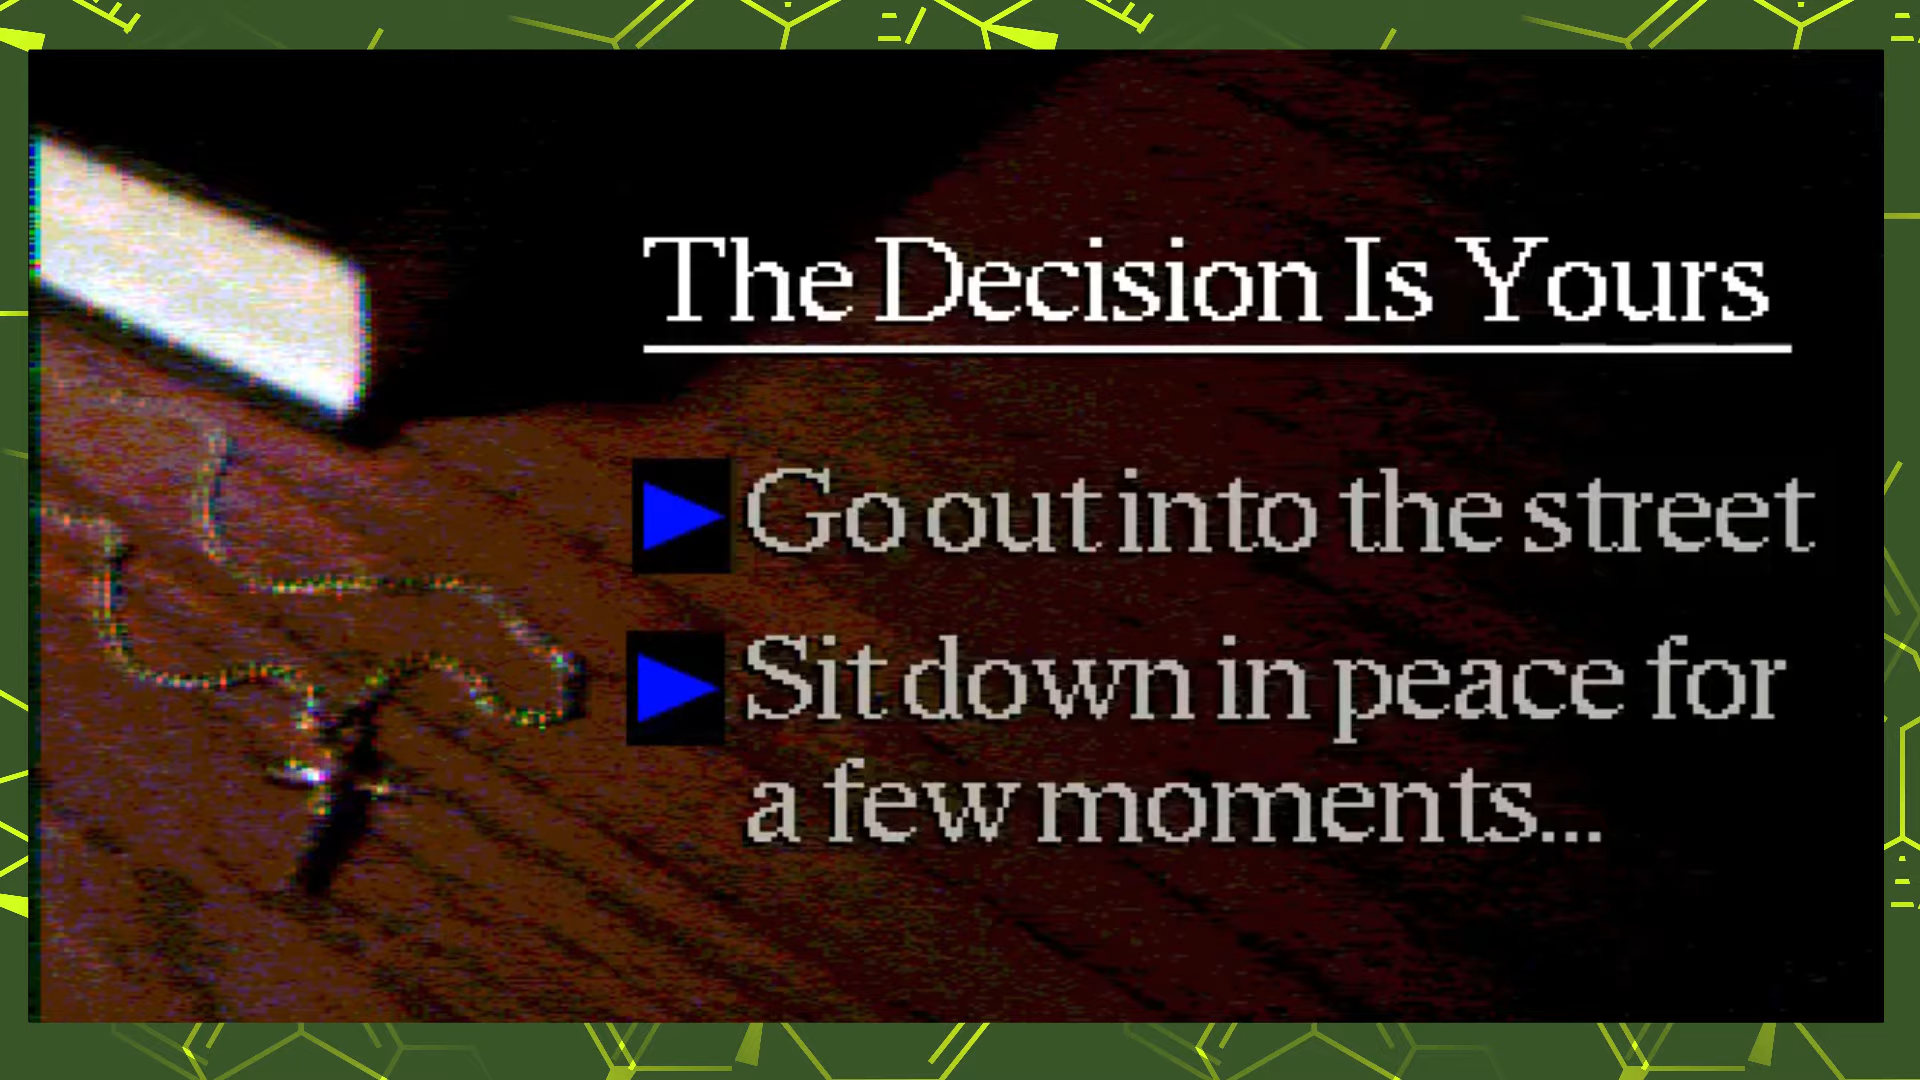 The Decision Is Yours
Go out into the street
Sit down in peace for
a few moments...